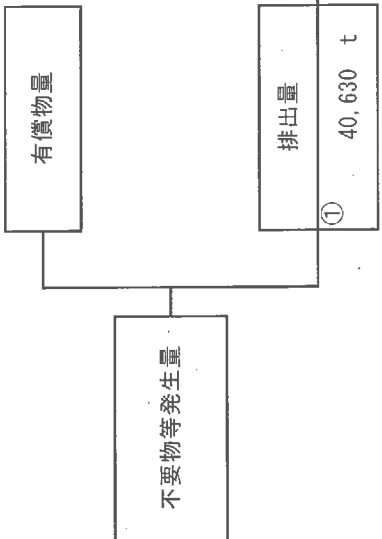 有償物量
不要物等発生量
排出量
①
40,630 t